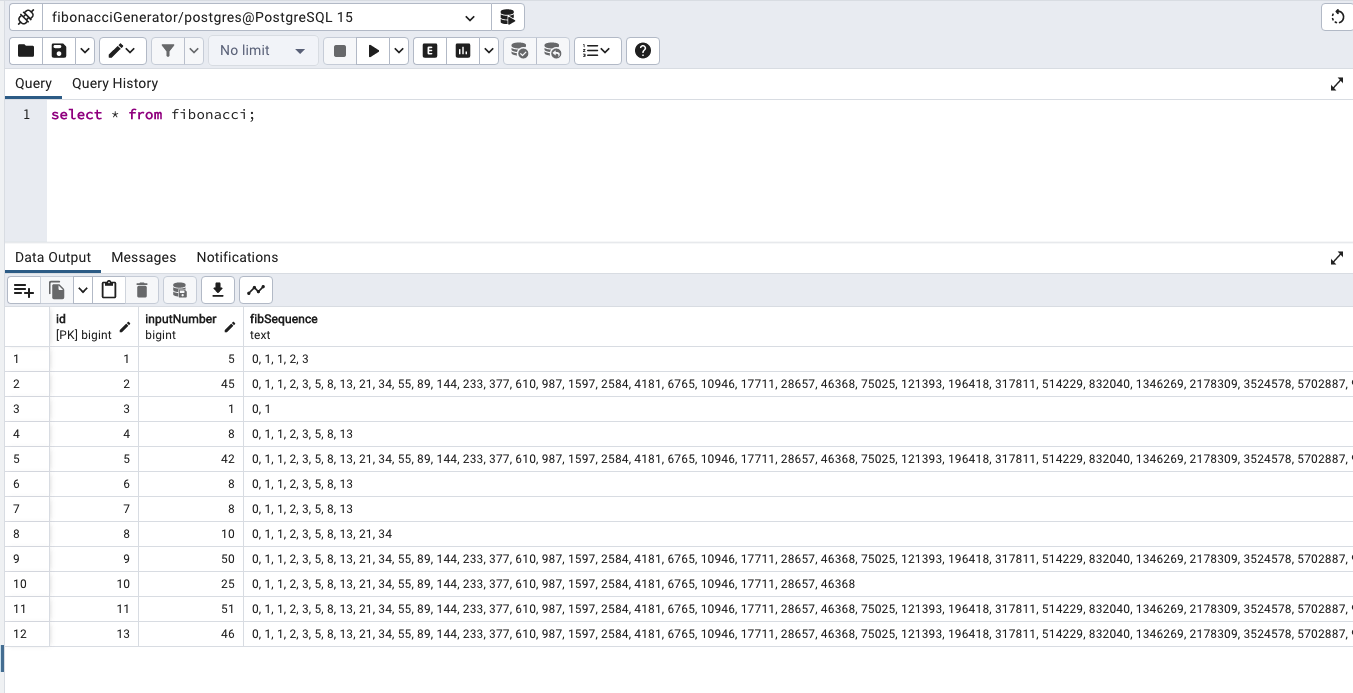 fibonacciGenerator/postgres@PostgreSQL 15
No limit
E
Query Query History
1 select * from fibonacci;
Data Output Messages Notifications
id inputNumber fibSequence
[PK] bigint bigint text
1 1 5 0, 1, 1, 2, 3
2 2 45 0, 1, 1, 2, 3, 5, 8, 13, 21, 34, 55, 89, 144, 233, 377, 610, 987, 1597, 2584, 4181, 6765, 10946, 17711, 28657, 46368, 75025, 121393, 196418, 317811, 514229, 832040, 1346269, 2178309, 3524578, 5702887,
3 3 1 0, 1
4 4 8 0, 1, 1, 2, 3, 5, 8, 13
5 5 42 0, 1, 1, 2, 3, 5, 8, 13, 21, 34, 55, 89, 144, 233, 377, 610, 987, 1597, 2584, 4181, 6765, 10946, 17711, 28657, 46368, 75025, 121393, 196418, 317811, 514229, 832040, 1346269, 2178309, 3524578, 5702887,
6 6 8 0, 1, 1, 2, 3, 5, 8, 13
7 7 8 0, 1, 1, 2, 3, 5, 8, 13
8 8 10 0, 1, 1, 2, 3, 5, 8, 13, 21, 34
9 9 50 0, 1, 1, 2, 3, 5, 8, 13, 21, 34, 55, 89, 144, 233, 377, 610, 987, 1597, 2584, 4181, 6765, 10946, 17711, 28657, 46368, 75025, 121393, 196418, 317811, 514229, 832040, 1346269, 2178309, 3524578, 5702887,
10 10 25 0, 1, 1, 2, 3, 5, 8, 13, 21, 34, 55, 89, 144, 233, 377, 610, 987, 1597, 2584, 4181, 6765, 10946, 17711, 28657, 46368
11 11 51 0, 1, 1, 2, 3, 5, 8, 13, 21, 34, 55, 89, 144, 233, 377, 610, 987, 1597, 2584, 4181, 6765, 10946, 17711, 28657, 46368, 75025, 121393, 196418, 317811, 514229, 832040, 1346269, 2178309, 3524578, 5702887,
12 13 46 0, 1, 1, 2, 3, 5, 8, 13, 21, 34, 55, 89, 144, 233, 377, 610, 987, 1597, 2584, 4181, 6765, 10946, 17711, 28657, 46368, 75025, 121393, 196418, 317811, 514229, 832040, 1346269, 2178309, 3524578, 5702887,